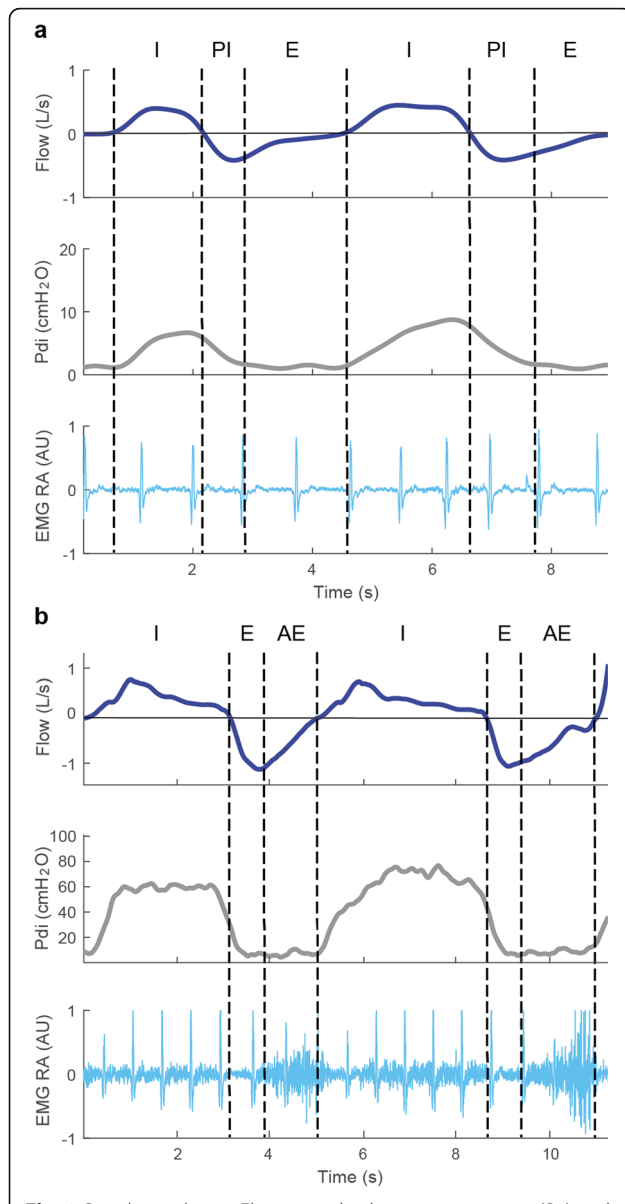 a
I PI E I PI E
1
0
-1
Flow (L/s)
20
10
0
Pdi (cmH2O)
1
0
-1
EMG RA (AU)
2 4 6 8
Time (s)
b
I E AE I E AE
1
0
-1
Flow (L/s)
100
80
60
40
20
Pdi (cmH2O)
1
0
-1
EMG RA (AU)
2 4 6 8 10
Time (s)